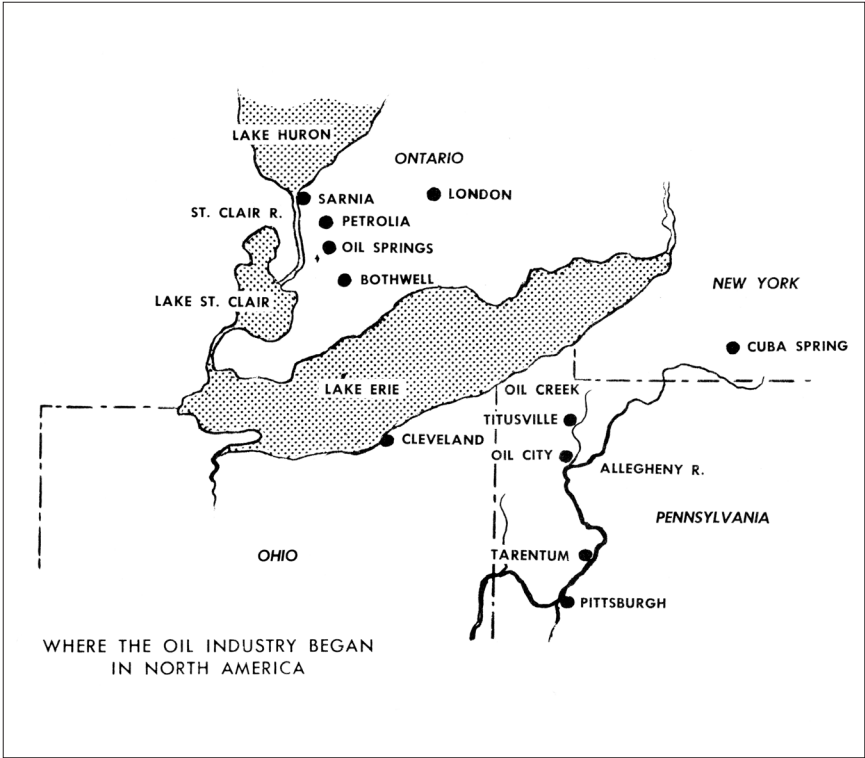 LAKE HURON
ONTARIO
SARNIA
LONDON
ST. CLAIR R.
PETROLIA
OIL SPRINGS
BOTHWELL
NEW YORK
LAKE ST. CLAIR
CUBA SPRING
LAKE ERIE
OIL CREEK
TITUSVILLE
CLEVELAND
OIL CITY
ALLEGHENY R.
PENNSYLVANIA
OHIO
TARENTUM
PITTSBURGH
WHERE THE OIL INDUSTRY BEGAN
IN NORTH AMERICA